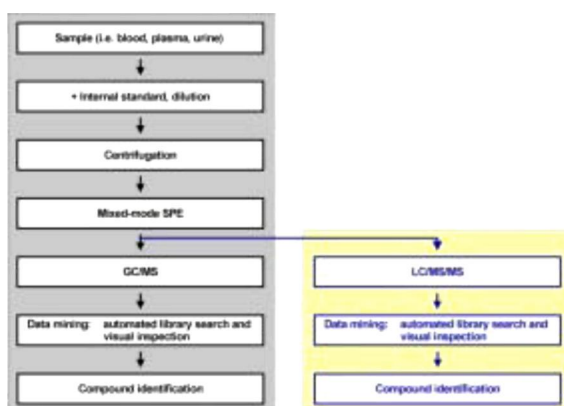 Sample (i.e. blood, plasma, urine)
+ Internal standard, dilution
Centrifugation
Mixed-mode SPE
GC/MS
LC/MS/MS
Data mining: automated library search and
visual inspection
Data mining: automated library search and
visual inspection
Compound identification
Compound identification